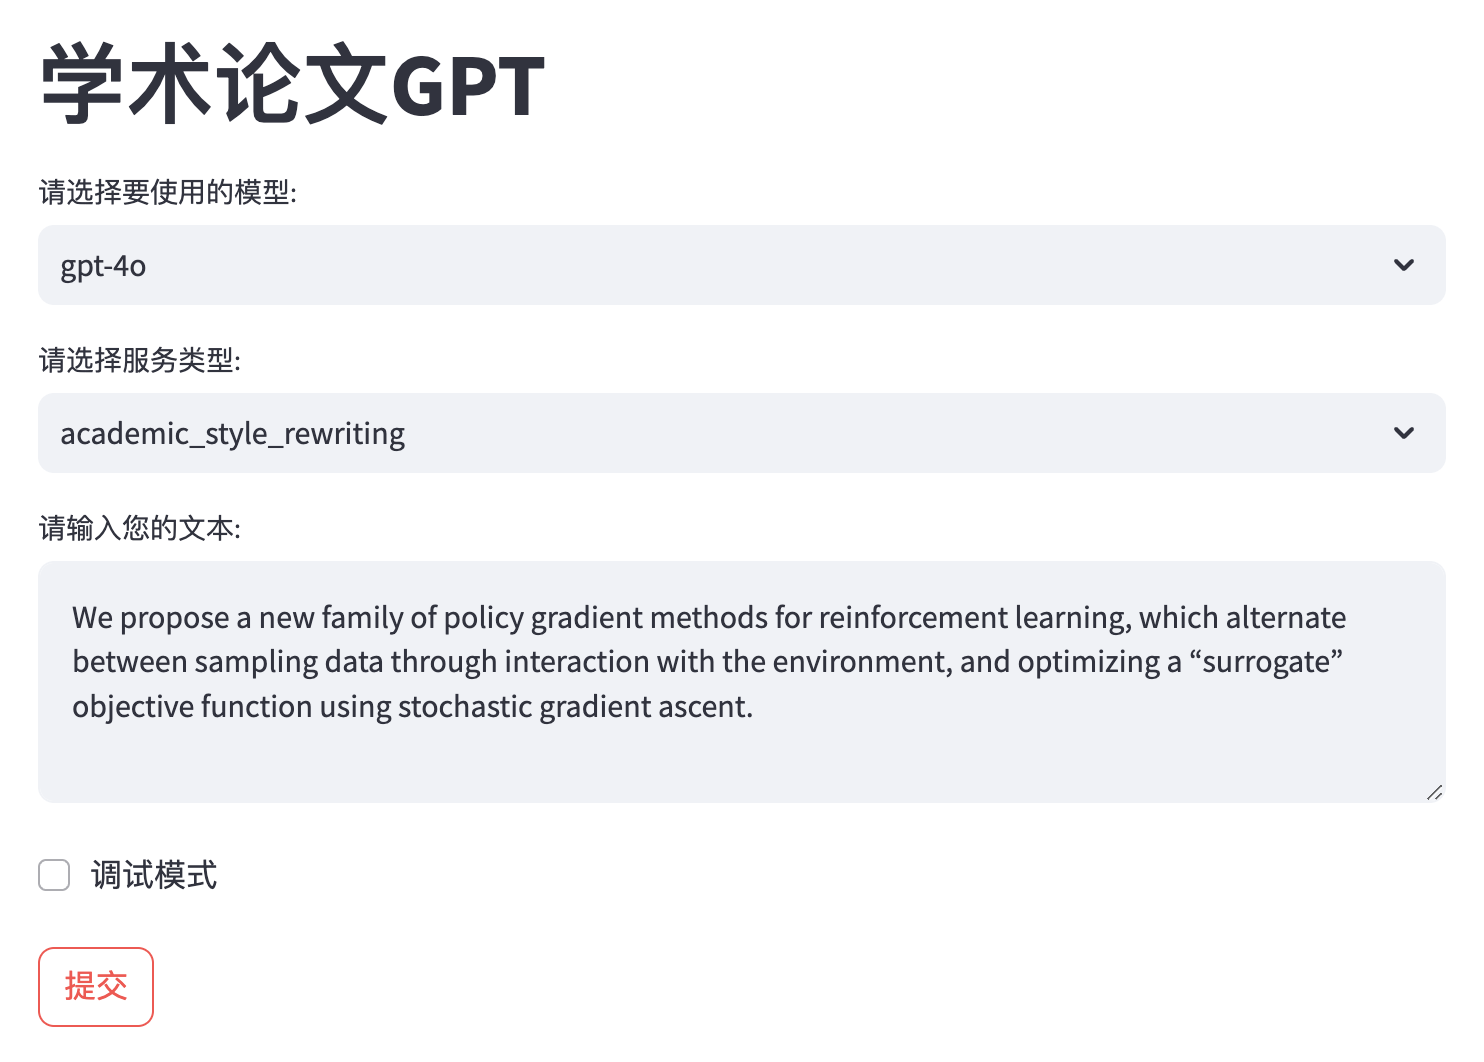 学术论文GPT
请选择要使用的模型:
gpt-4o
请选择服务类型:
academic_style_rewriting
请输入您的文本:
We propose a new family of policy gradient methods for reinforcement learning, which alternate
between sampling data through interaction with the environment, and optimizing a “surrogate”
objective function using stochastic gradient ascent.
调试模式
提交